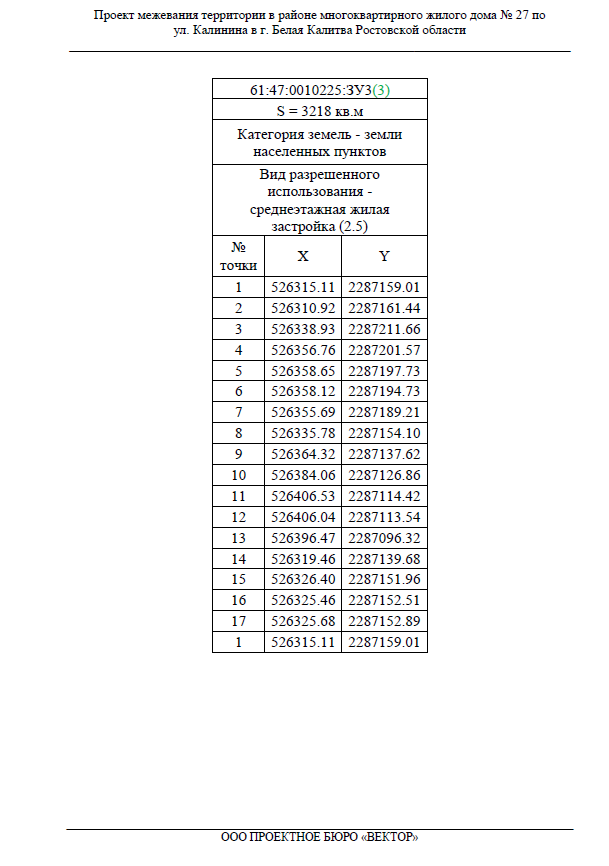 Проект межевания территории в районе многоквартирного жилого дома № 27 по
ул. Калинина в г. Белая Калитва Ростовской области
61:47:0010225:ЗУ3(3)
S = 3218 кв.м
Категория земель - земли
населенных пунктов
Вид разрешенного
использования -
среднеэтажная жилая
застройка (2.5)
№
точки X Y
1 526315.11 2287159.01
2 526310.92 2287161.44
3 526338.93 2287211.66
4 526356.76 2287201.57
5 526358.65 2287197.73
6 526358.12 2287194.73
7 526355.69 2287189.21
8 526335.78 2287154.10
9 526364.32 2287137.62
10 526384.06 2287126.86
11 526406.53 2287114.42
12 526406.04 2287113.54
13 526396.47 2287096.32
14 526319.46 2287139.68
15 526326.40 2287151.96
16 526325.46 2287152.51
17 526325.68 2287152.89
1 526315.11 2287159.01
ООО ПРОЕКТНОЕ БЮРО «ВЕКТОР»